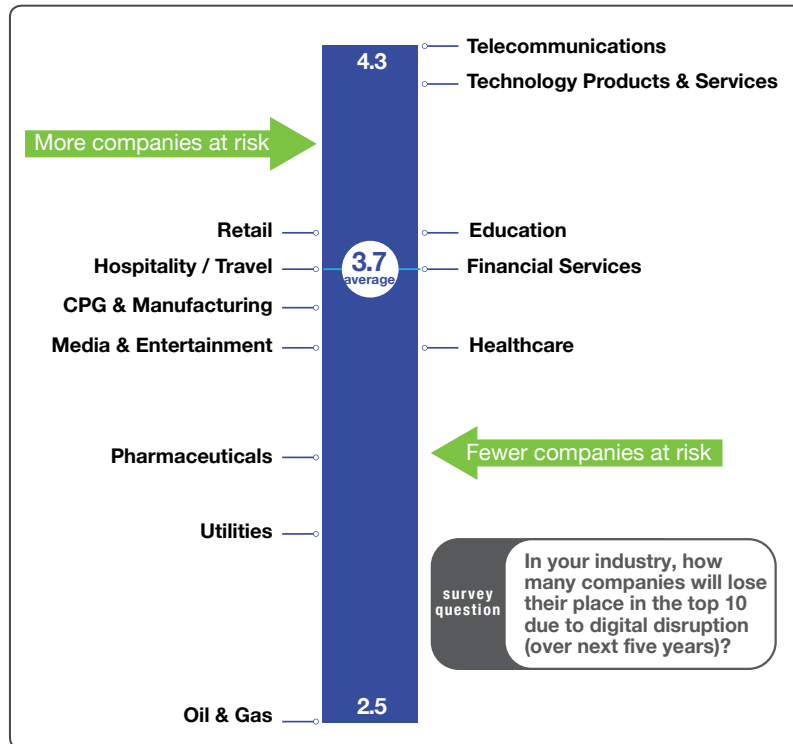 4.3
Telecommunications
Technology Products & Services
More companies at risk
Retail
Education
Hospitality / Travel
3.7
average
Financial Services
CPG & Manufacturing
Media & Entertainment
Healthcare
Pharmaceuticals
Fewer companies at risk
Utilities
survey
question
In your industry, how
many companies will lose
their place in the top 10
due to digital disruption
(over next five years)?
Oil & Gas
2.5